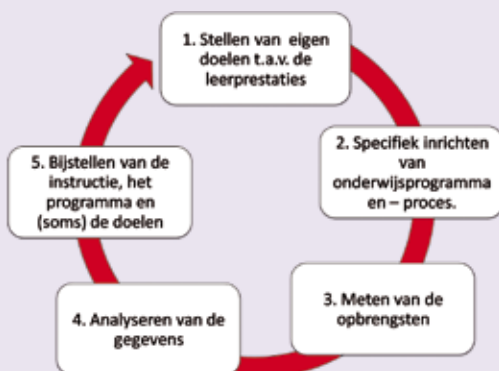 1. Stellen van eigen
doelen t.a.v. de
leerprestaties
2. Specifiek inrichten
van
onderwijsprogramma
en – proces.
3. Meten van de
opbrengsten
4. Analyseren van de
gegevens
5. Bijstellen van de
instructie, het
programma en
(soms) de doelen